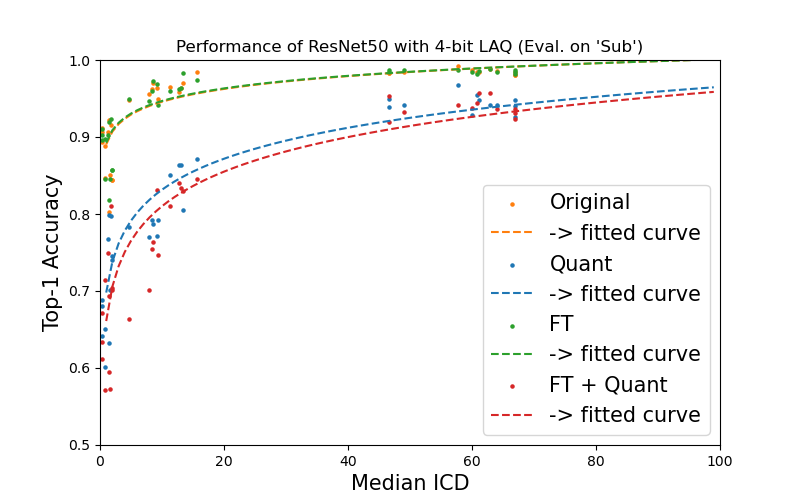 Performance of ResNet50 with 4-bit LAQ (Eval. on 'Sub')
1.0
0.9
0.8
0.7
0.6
0.5
Top-1 Accuracy
Original
-> fitted curve
Quant
-> fitted curve
FT
-> fitted curve
FT + Quant
-> fitted curve
0 20 40 60 80 100
Median ICD